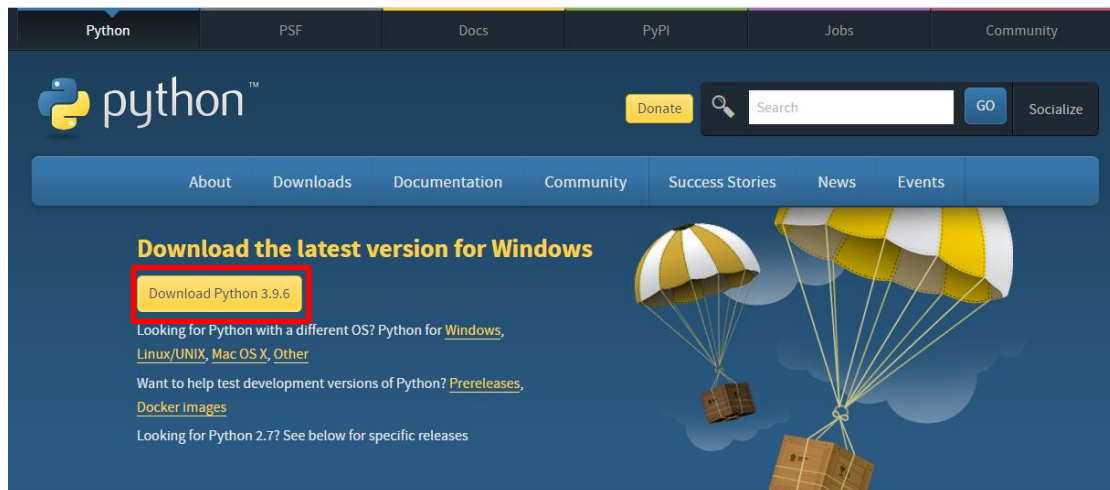 Python PSF Docs PyPI Jobs Community
python™
Donate Search GO Socialize
About Downloads Documentation Community Success Stories News Events
Download the latest version for Windows
Download Python 3.9.6
Looking for Python with a different OS? Python for Windows,
Linux/UNIX, Mac OS X, Other
Want to help test development versions of Python? Prereleases,
Docker images
Looking for Python 2.7? See below for specific releases